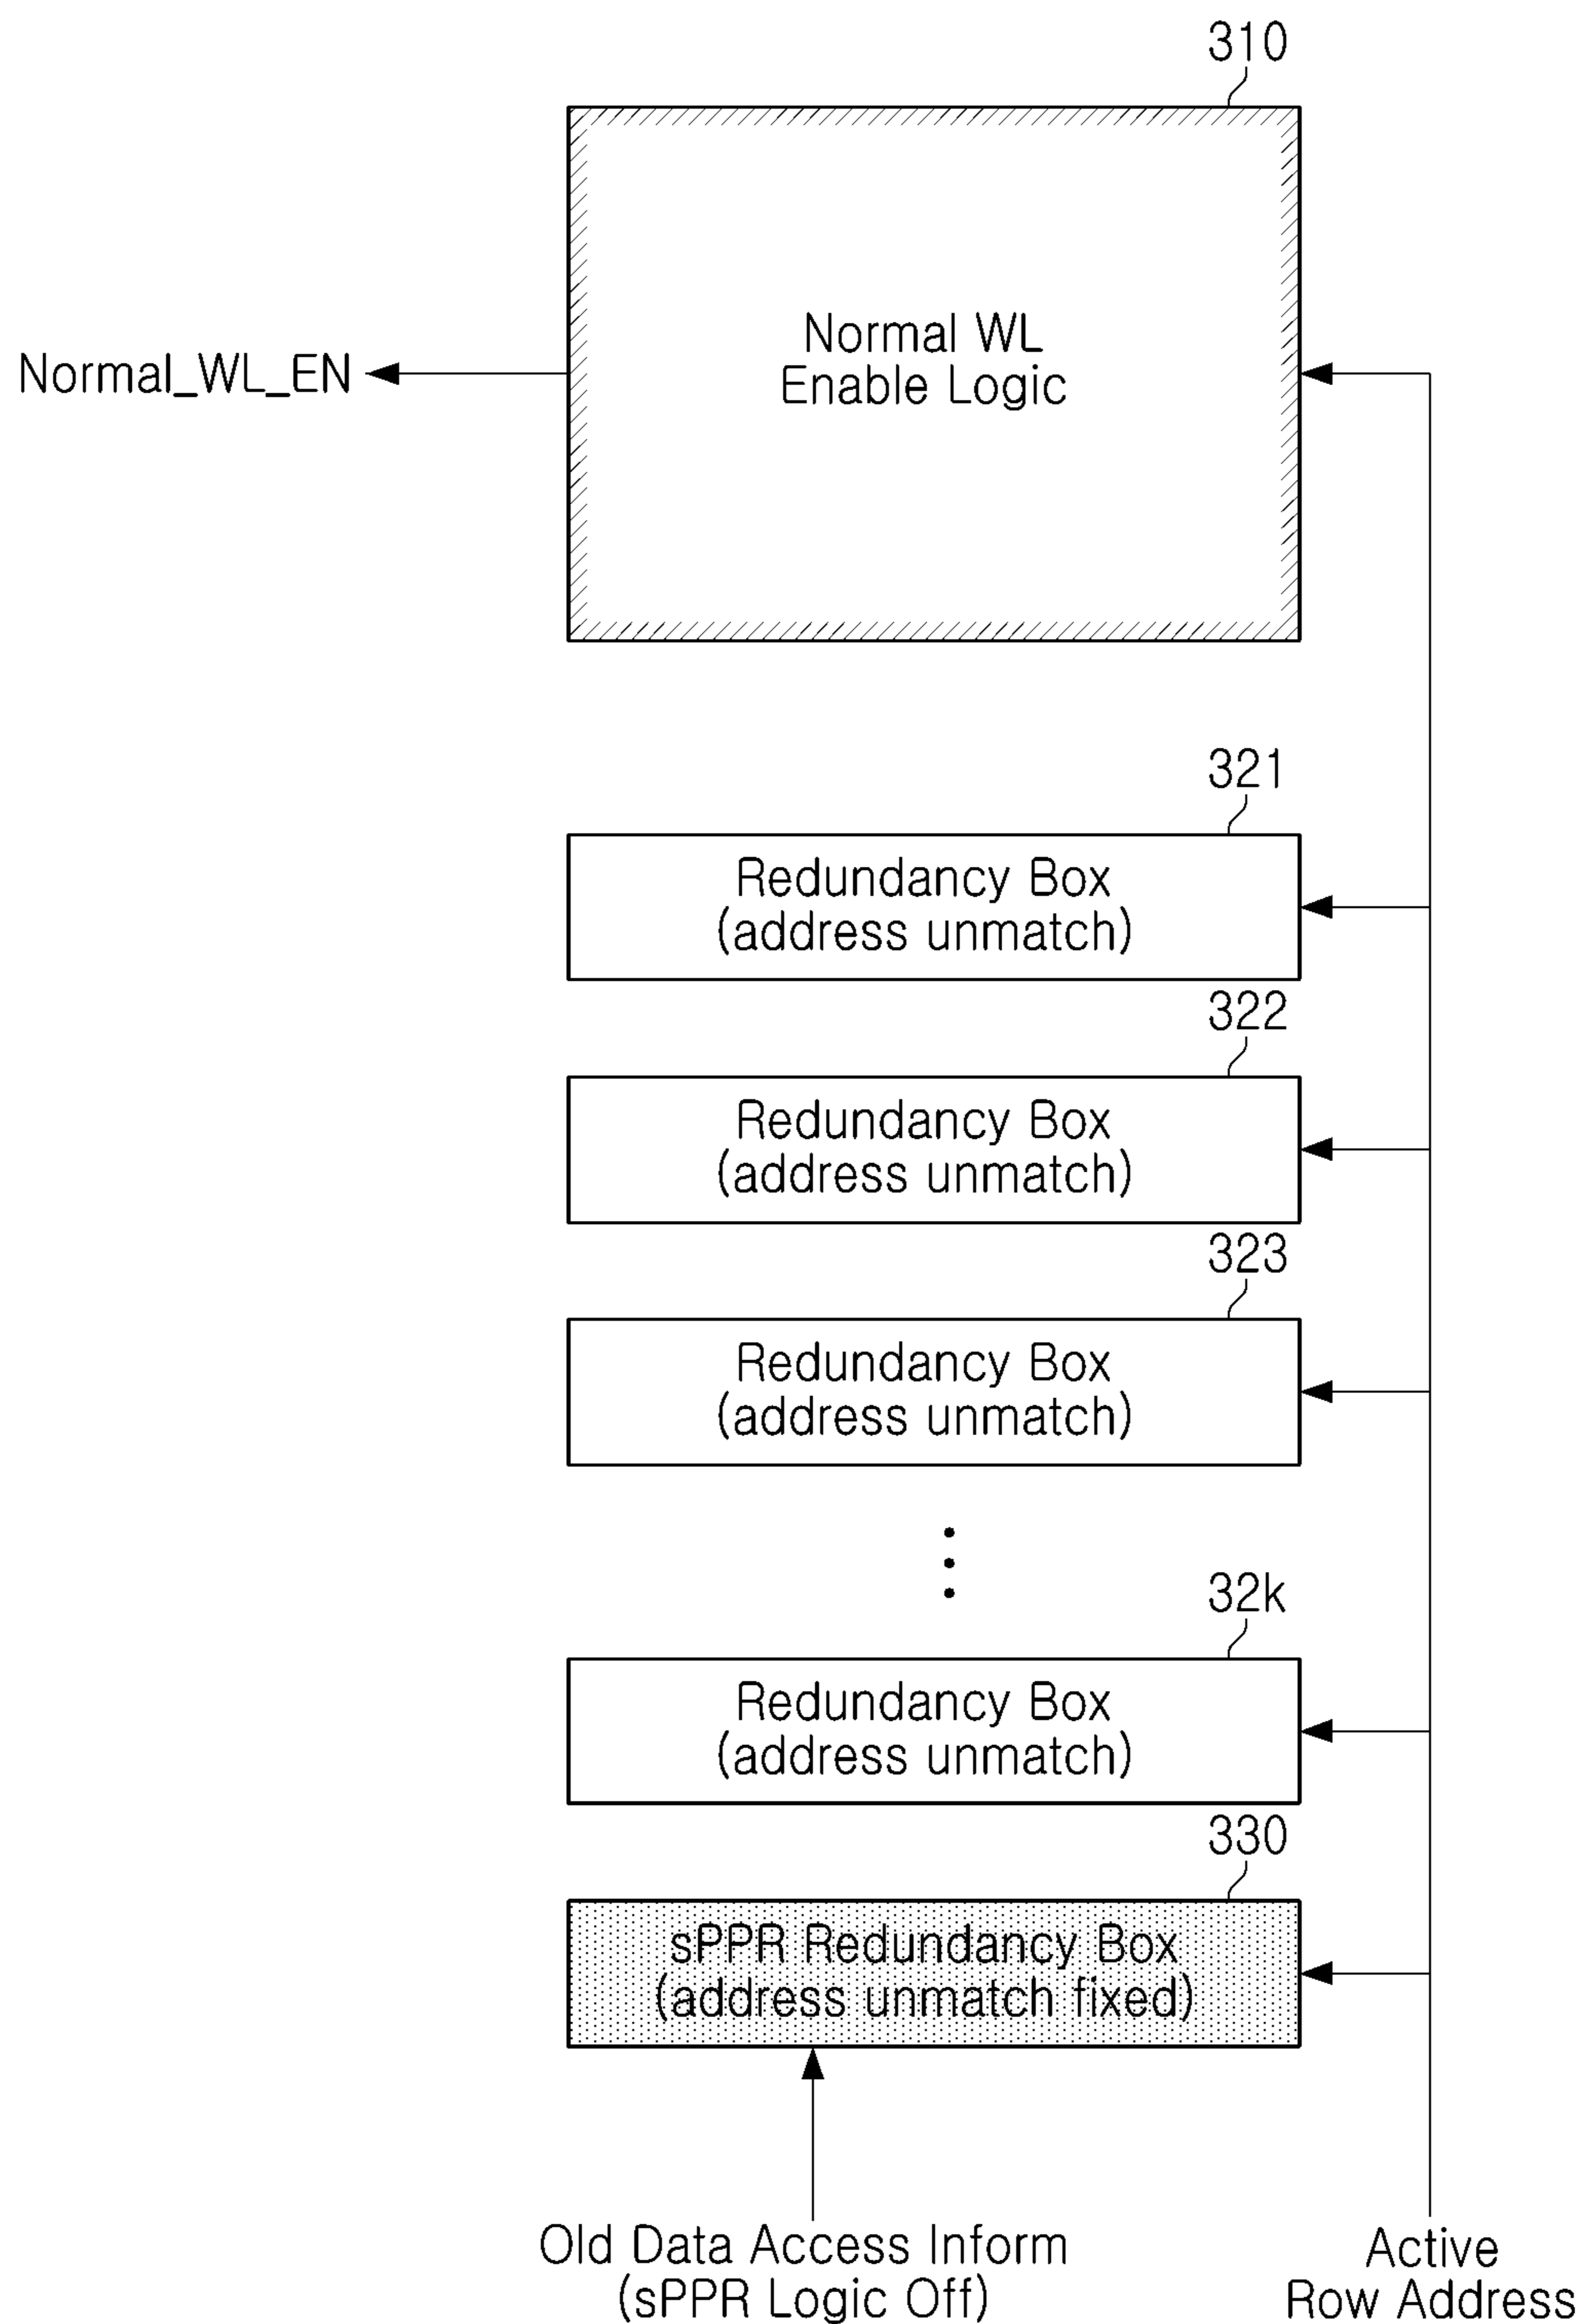 310
Normal WL
Enable Logic
Normal_WL_EN
321
Redundancy Box
(address unmatch)
322
Redundancy Box
(address unmatch)
323
Redundancy Box
(address unmatch)
32k
Redundancy Box
(address unmatch)
330
sPPR Redundancy Box
(address unmatch fixed)
Old Data Access Inform
(sPPR Logic Off)
Active
Row Address